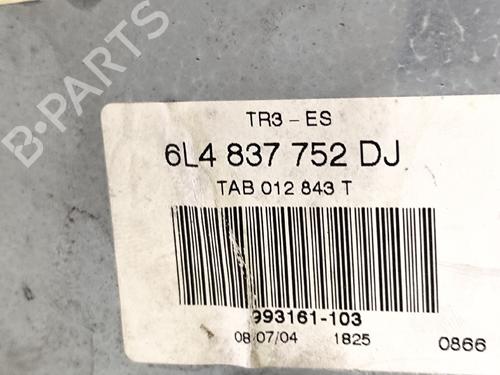 B-PARTS
TR3 - ES
6L4 837 752 DJ
TAB 012 843 T
993161-103
08/07/04 1825 0866